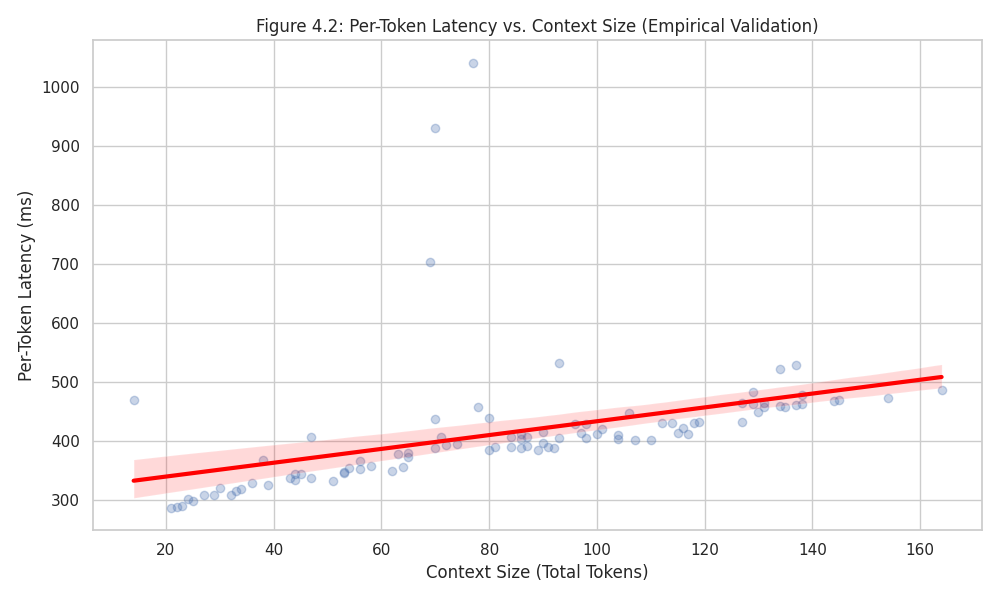 Figure 4.2: Per-Token Latency vs. Context Size (Empirical Validation)
Per-Token Latency (ms)
1000
900
800
700
600
500
400
300
20 40 60 80 100 120 140 160
Context Size (Total Tokens)